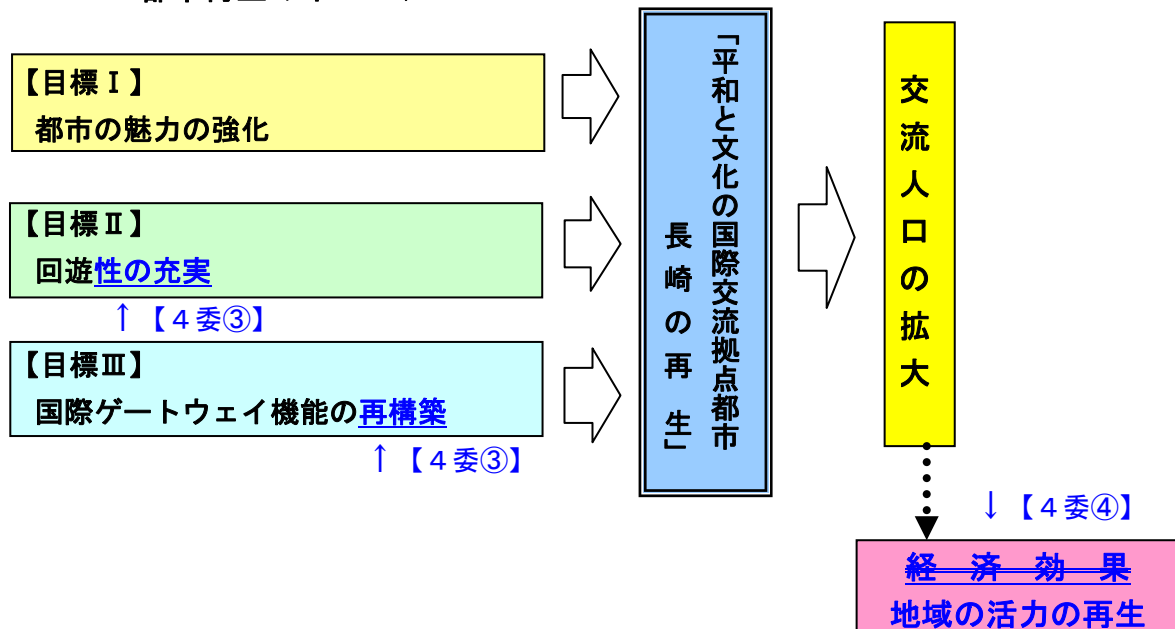 【目標Ⅰ】
都市の魅力の強化
【目標Ⅱ】
回遊性の充実
↑【4委③】
【目標Ⅲ】
国際ゲートウェイ機能の再構築
↑【4委③】
「平和と文化の国際交流拠点都市
長崎の再生」
交流人口の拡大
↓【4委④】
経済効果
地域の活力の再生